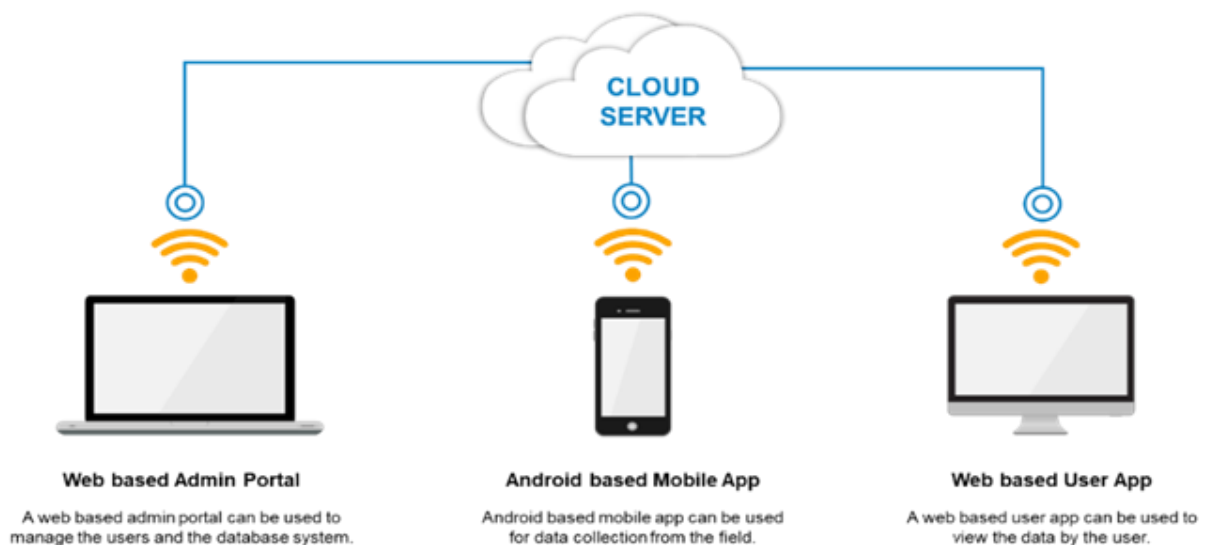 CLOUD
SERVER
Web based Admin Portal
A web based admin portal can be used to
manage the users and the database system.
Android based Mobile App
Android based mobile app can be used
for data collection from the field.
Web based User App
A web based user app can be used to
view the data by the user.